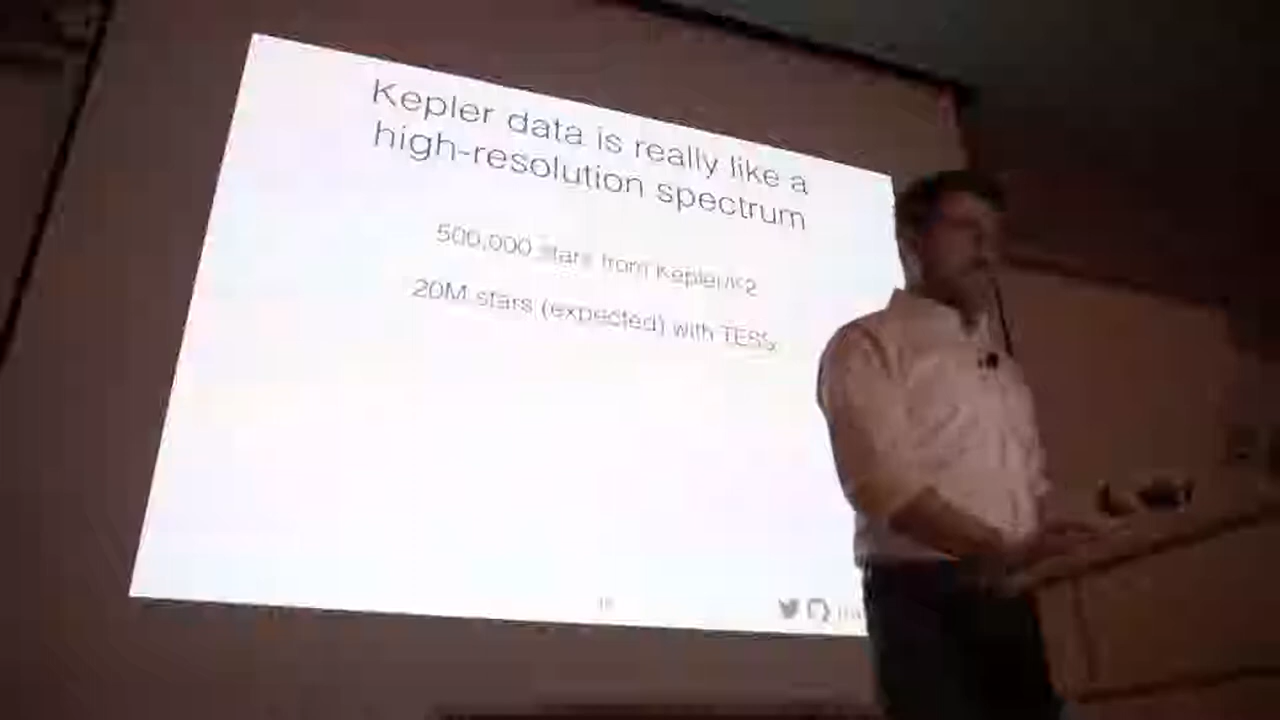 Kepler data is really like a
high-resolution spectrum
500,000 stars from Kepler/K2
20M stars (expected) with TESS